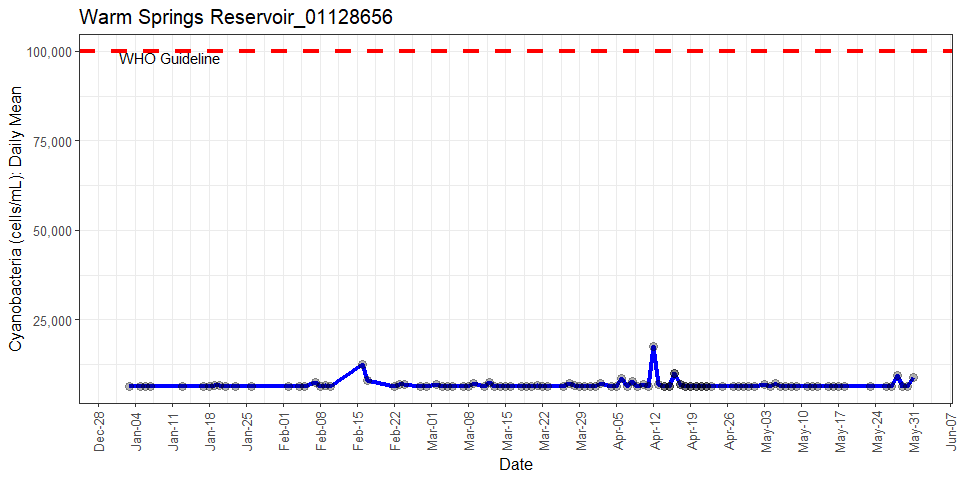 Warm Springs Reservoir_01128656
Cyanobacteria (cells/mL): Daily Mean
100,000
75,000
50,000
25,000
WHO Guideline
Dec-28
Jan-04
Jan-11
Jan-18
Jan-25
Feb-01
Feb-08
Feb-15
Feb-22
Mar-01
Mar-08
Mar-15
Mar-22
Mar-29
Apr-05
Apr-12
Apr-19
Apr-26
May-03
May-10
May-17
May-24
May-31
Jun-07
Date